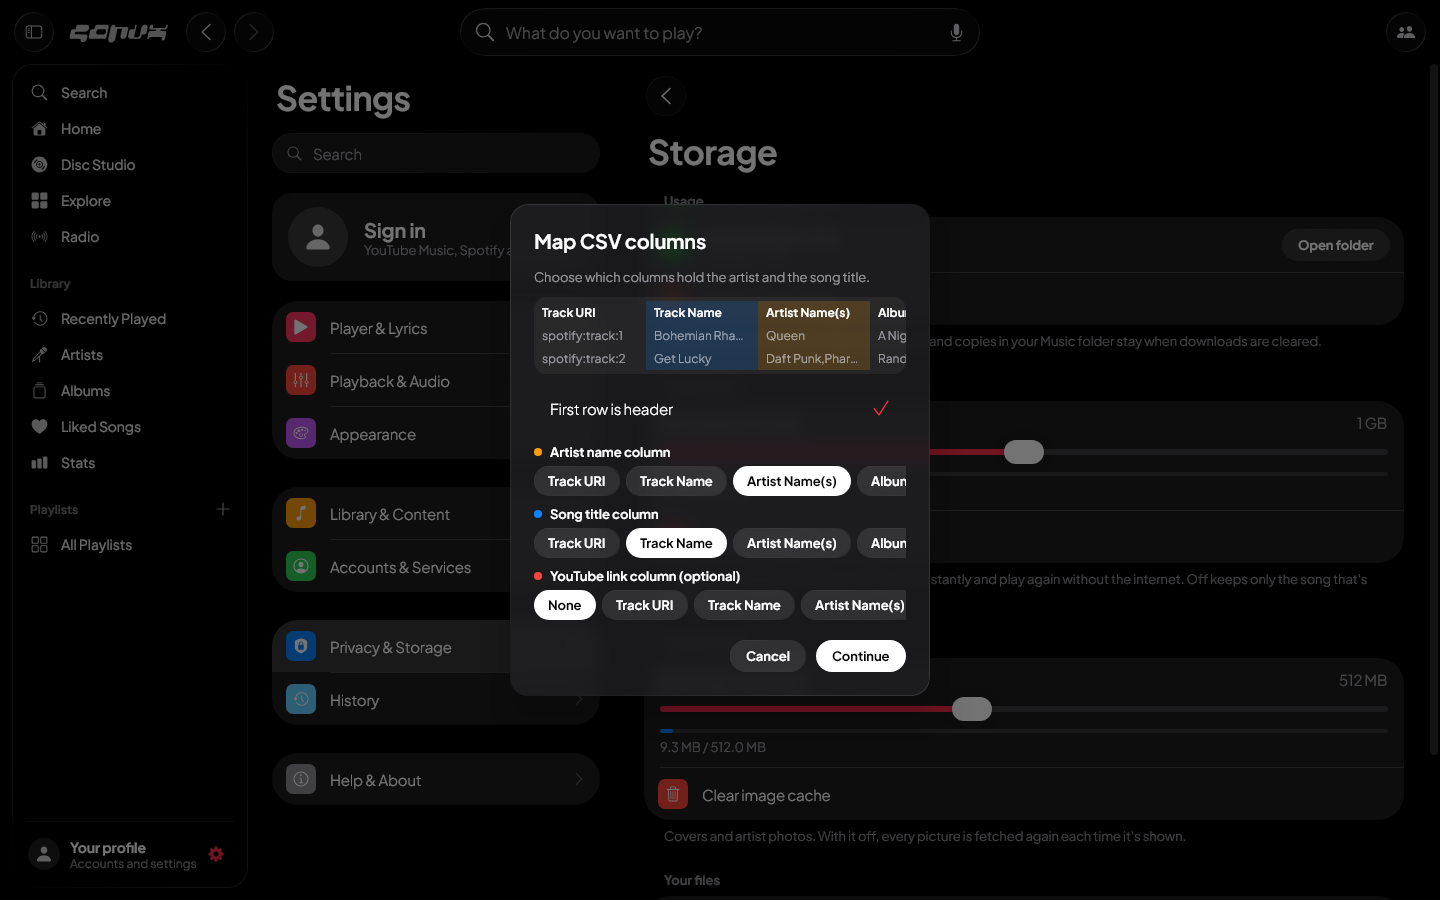 What do you want to play?
Search
Home
Disc Studio
Explore
Radio
Library
Recently Played
Artists
Albums
Liked Songs
Stats
Playlists
All Playlists
Your profile
Accounts and settings
Settings
Search
Sign in
YouTube Music, Spotify
Player & Lyrics
Playback & Audio
Appearance
Library & Content
Accounts & Services
Privacy & Storage
History
Help & About
Storage
Usage
Open folder
and copies in your Music folder stay when downloads are cleared.
1 GB
stantly and play again without the internet. Off keeps only the song that's
512 MB
9.3 MB / 512.0 MB
Clear image cache
Covers and artist photos. With it off, every picture is fetched again each time it's shown.
Your files
Map CSV columns
Choose which columns hold the artist and the song title.
Track URI Track Name Artist Name(s) Albu
spotify:track:1 Bohemian Rha... Queen A Nig
spotify:track:2 Get Lucky Daft Punk,Phar... Rand
First row is header
Artist name column
Track URI Track Name Artist Name(s) Albun
Song title column
Track URI Track Name Artist Name(s) Albun
YouTube link column (optional)
None Track URI Track Name Artist Name(s)
Cancel Continue